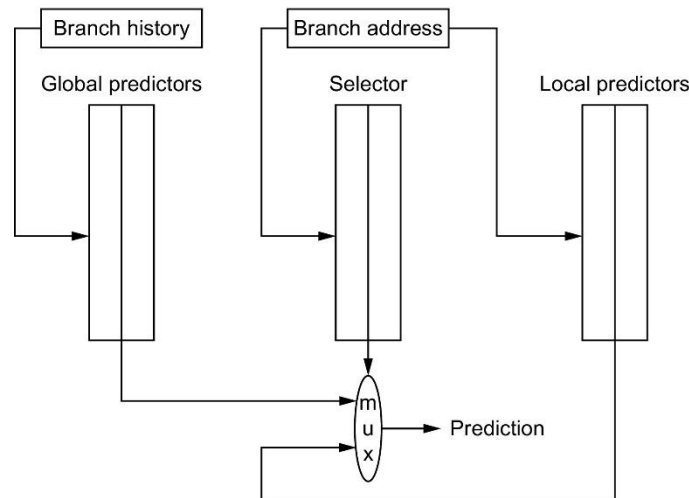 Branch history
Branch address
Global predictors
Selector
Local predictors
m
u
x
Prediction